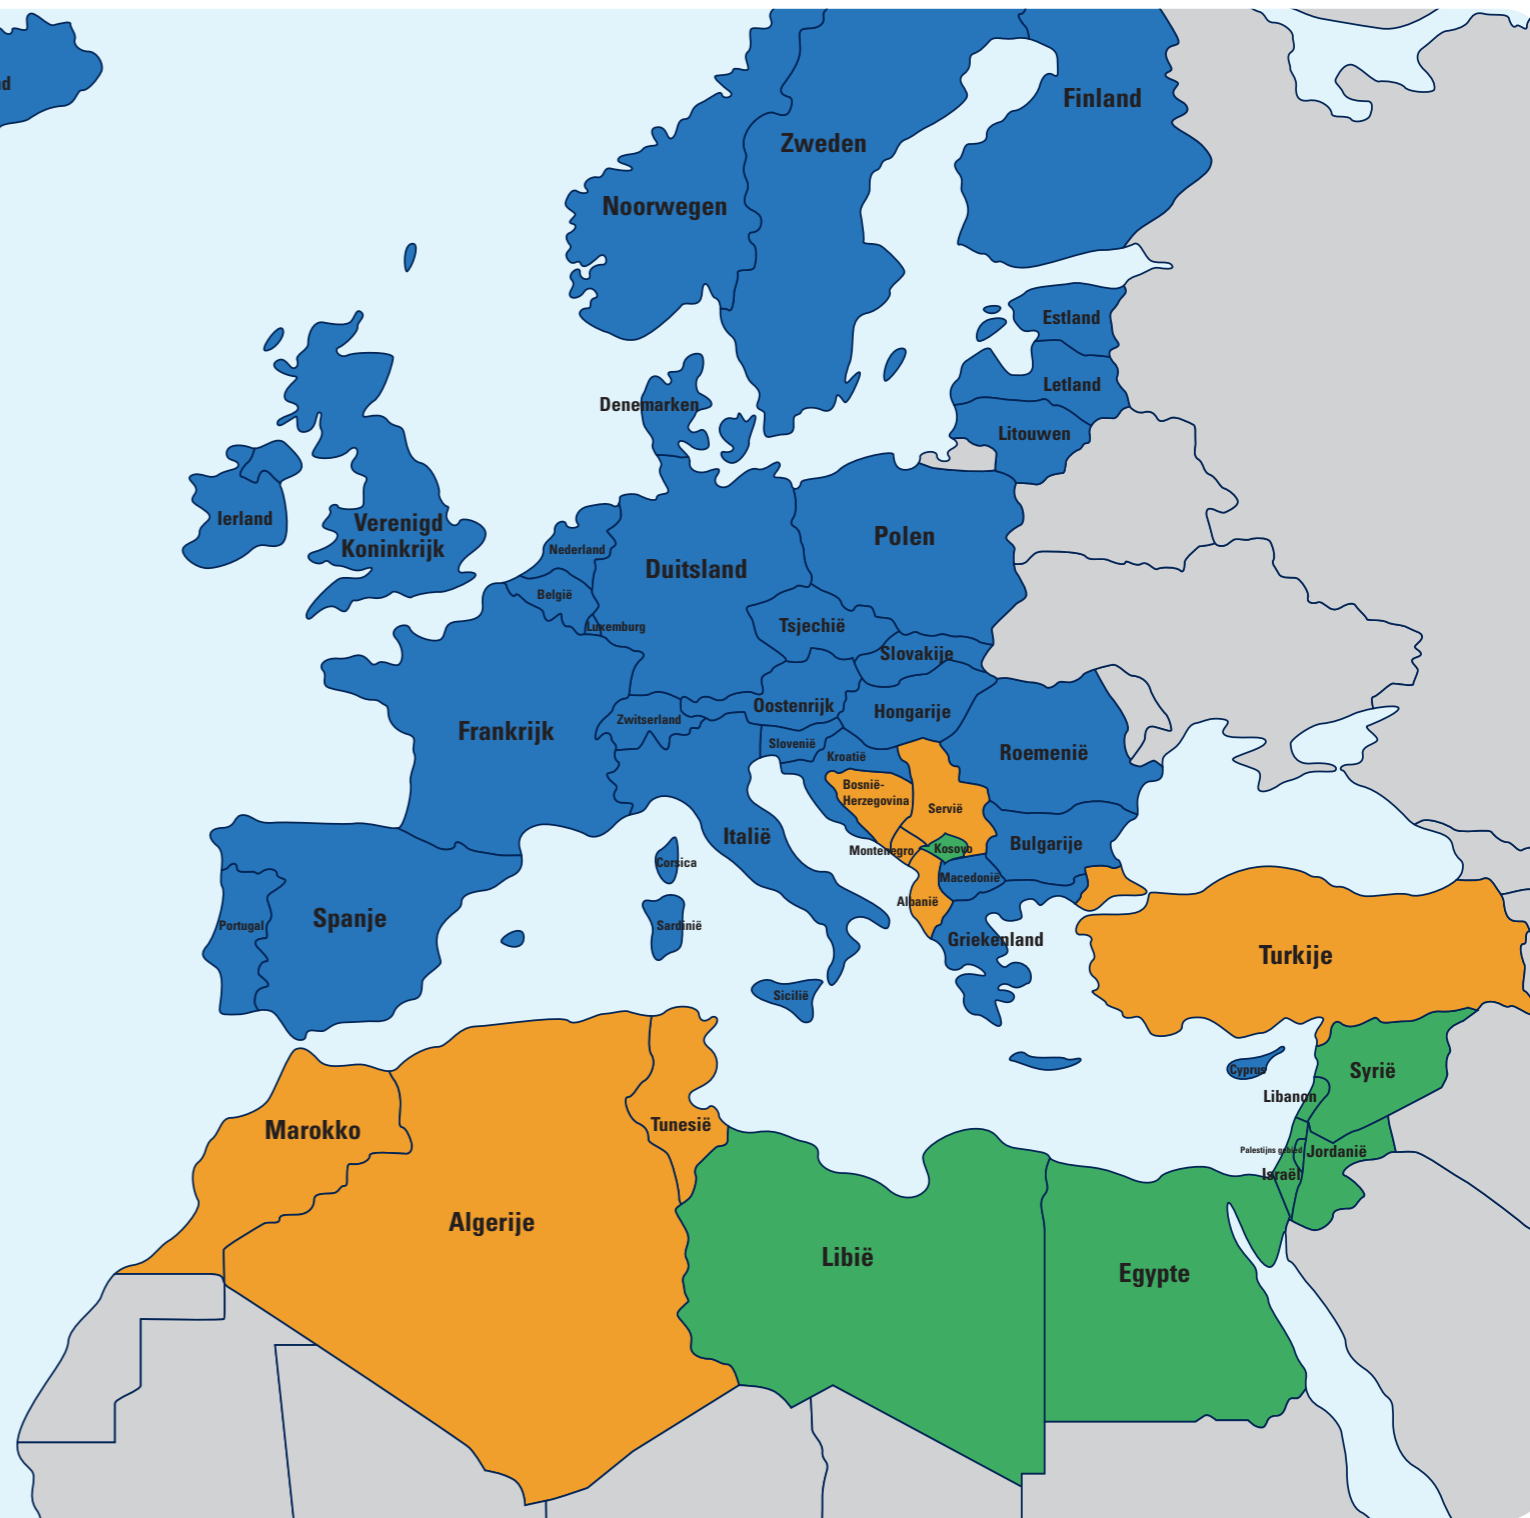 d
Finland
Zweden
Noorwegen
Estland
Letland
Denemarken
Litouwen
Ierland
Verenigd
Koninkrijk
Polen
Nederland
Duitsland
België
Luxemburg
Tsjechië
Slovakije
Oostenrijk
Hongarije
Zwitserland
Frankrijk
Slovenië
Kroatië
Roemenië
Bosnië-
Herzegovina
Servië
Italië
Bulgarije
Montenegro
Kosovo
Corsica
Macedonië
Albanië
Spanje
Portugal
Sardinië
Griekenland
Turkije
Sicilië
Cyprus
Syrië
Libanon
Tunesië
Marokko
Palestijns gebied
Jordanië
Israël
Algerije
Libië
Egypte